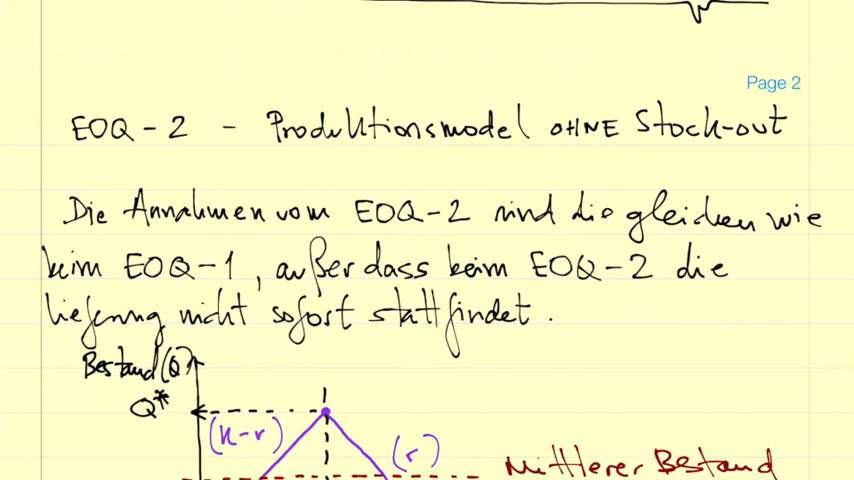 Page 2
EOQ-2 - Produktionsmodel OHNE Stock-out
Die Annahmen vom EOQ-2 sind die gleichen wie
beim EOQ-1, außer dass beim EOQ-2 die
Lieferung nicht sofort stattfindet.
Bestand (Q)
Q*
(k-r)
(r)
Mittlerer Bestand